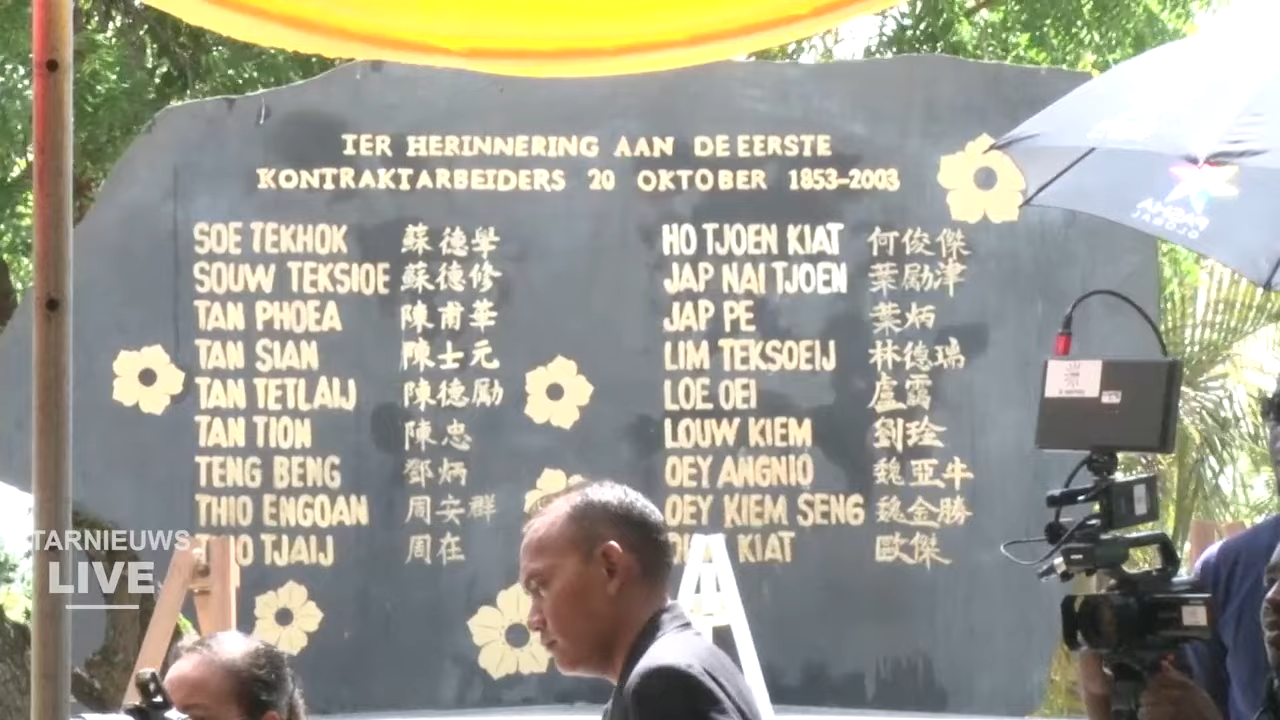 TER HERINNERING AAN DE EERSTE
KONTRAKTARBEIDERS 20 OKTOBER 1853-2003
SOE TEKHOK 蘇德學
SOUW TEKSIOE 蘇德修
TAN PHOEA 陳甫華
TAN SIAN 陳士元
TAN TETLAIJ 陳德勵
TAN TION 陳忠
TENG BENG 鄧炳
THIO ENGOAN 周安群
TJAIJ 周在
HO TJOEN KIAT 何俊傑
JAP NAI TJOEN 葉勵津
JAP PE 葉炳
LIM TEKSOEIJ 林德瑞
LOE OEI 盧靄
LOUW KIEM 劉琻
OEY ANGNIO 魏亞牛
OEY KIEM SENG 魏金勝
KIAT 歐傑
TARNIEUWS
LIVE